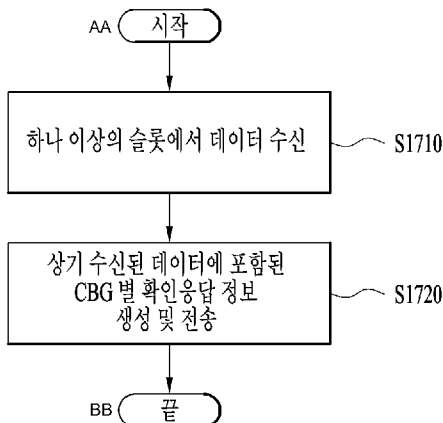 AA 시작
하나 이상의 슬롯에서 데이터 수신 S1710
상기 수신된 데이터에 포함된
CBG 별 확인응답 정보 S1720
생성 및 전송
BB 끝